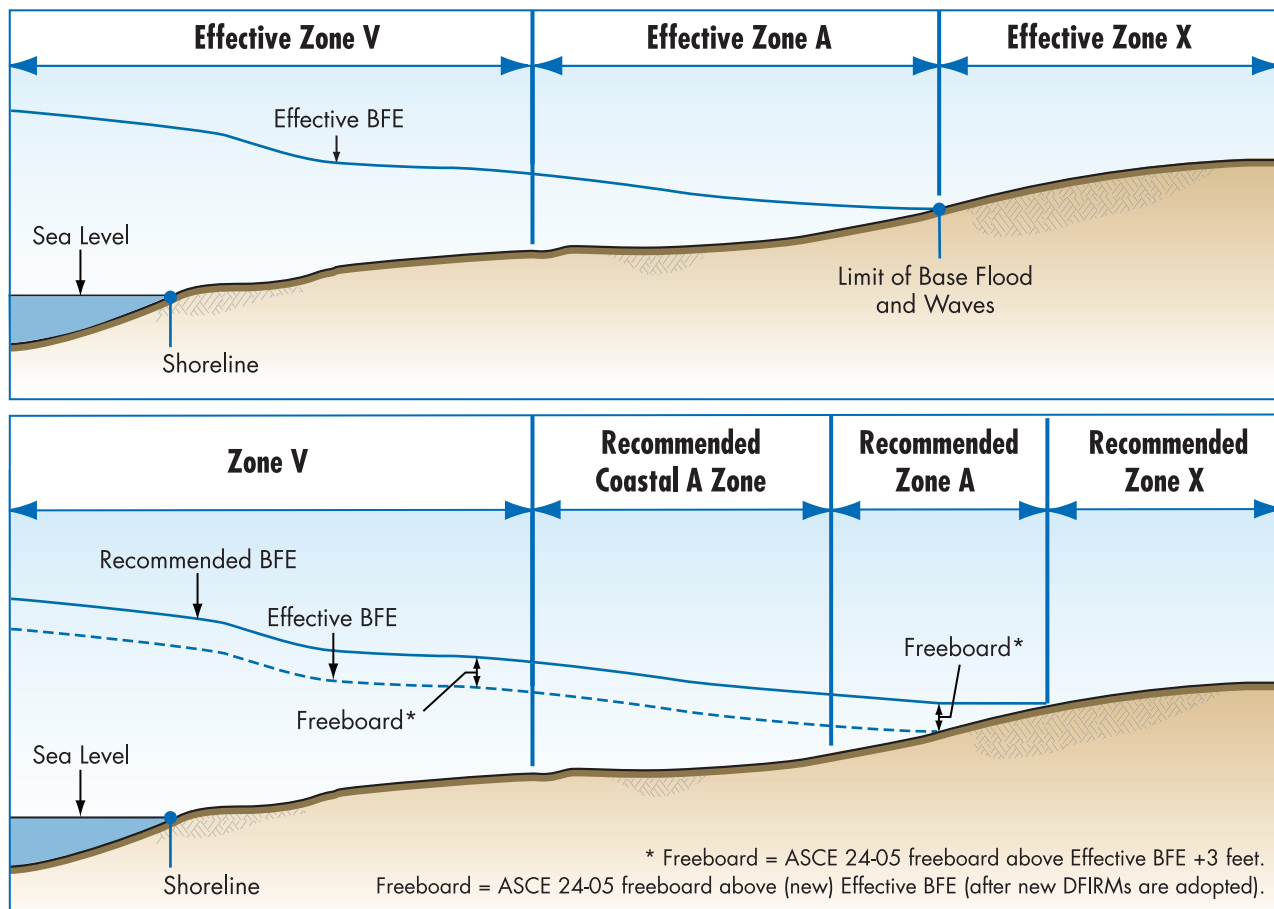 Effective Zone V
Effective Zone A
Effective Zone X
Effective BFE
Sea Level
Limit of Base Flood
and Waves
Shoreline
Zone V
Recommended
Coastal A Zone
Recommended
Zone A
Recommended
Zone X
Recommended BFE
Effective BFE
Freeboard*
Freeboard*
Sea Level
Shoreline
* Freeboard = ASCE 24-05 freeboard above Effective BFE +3 feet.
Freeboard = ASCE 24-05 freeboard above (new) Effective BFE (after new DFIRMs are adopted).